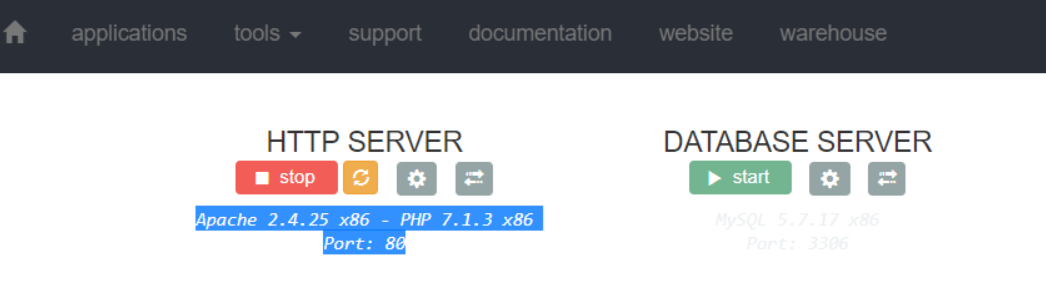 applications tools support documentation website warehouse
HTTP SERVER
DATABASE SERVER
stop
start
Apache 2.4.25 x86 - PHP 7.1.3 x86
Port: 80
MySQL 5.7.17 x86
Port: 3306